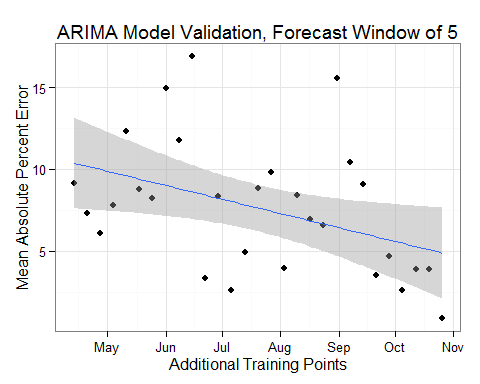 ARIMA Model Validation, Forecast Window of 5
Mean Absolute Percent Error
15
10
5
May Jun Jul Aug Sep Oct Nov
Additional Training Points